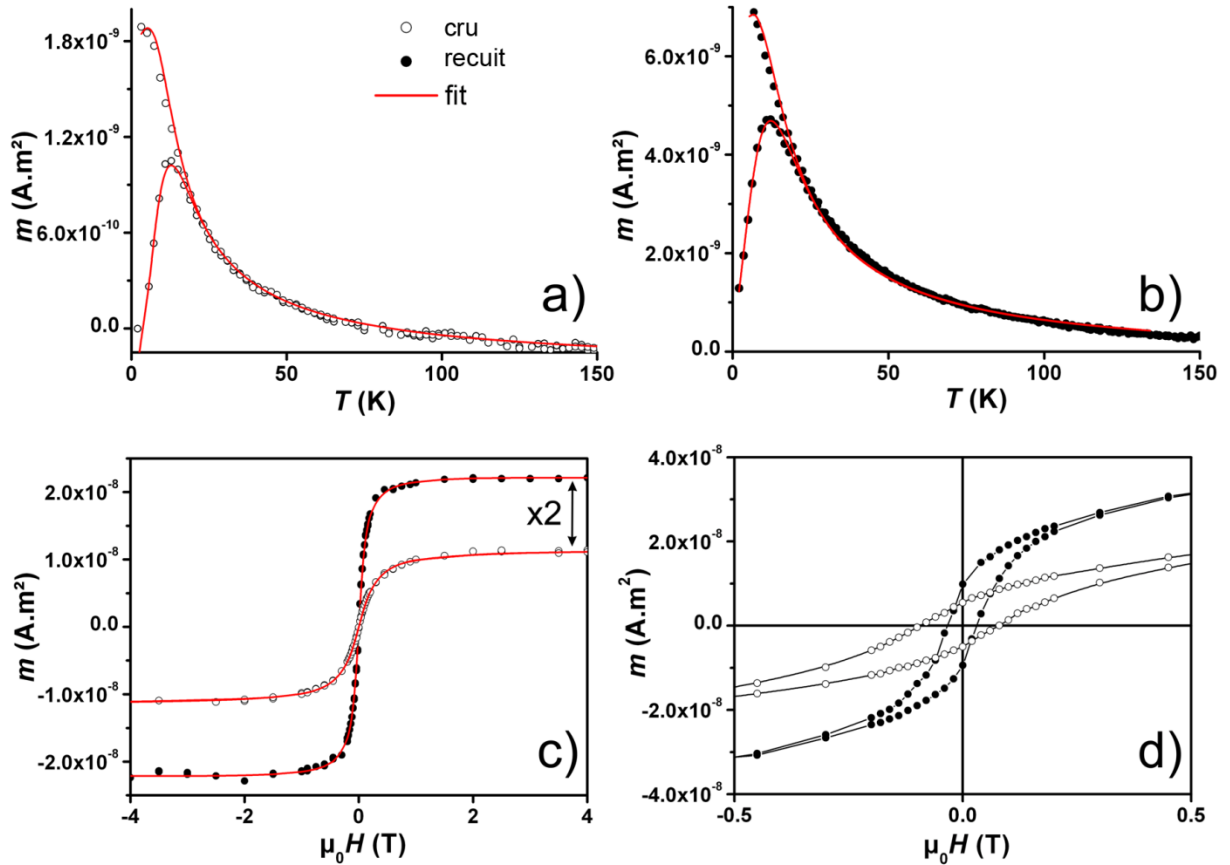 1.8x10⁻⁹
1.2x10⁻⁹
6.0x10⁻¹⁰
0.0
m (A.m²)
0 50 100 150
T (K)
cru
recuit
fit
a)
6.0x10⁻⁹
4.0x10⁻⁹
2.0x10⁻⁹
0.0
m (A.m²)
0 50 100 150
T (K)
b)
2.0x10⁻⁸
1.0x10⁻⁸
0.0
-1.0x10⁻⁸
-2.0x10⁻⁸
m (A.m²)
-4 -2 0 2 4
μ₀H (T)
x2
c)
4.0x10⁻⁸
2.0x10⁻⁸
0.0
-2.0x10⁻⁸
-4.0x10⁻⁸
m (A.m²)
-0.5 0.0 0.5
μ₀H (T)
d)